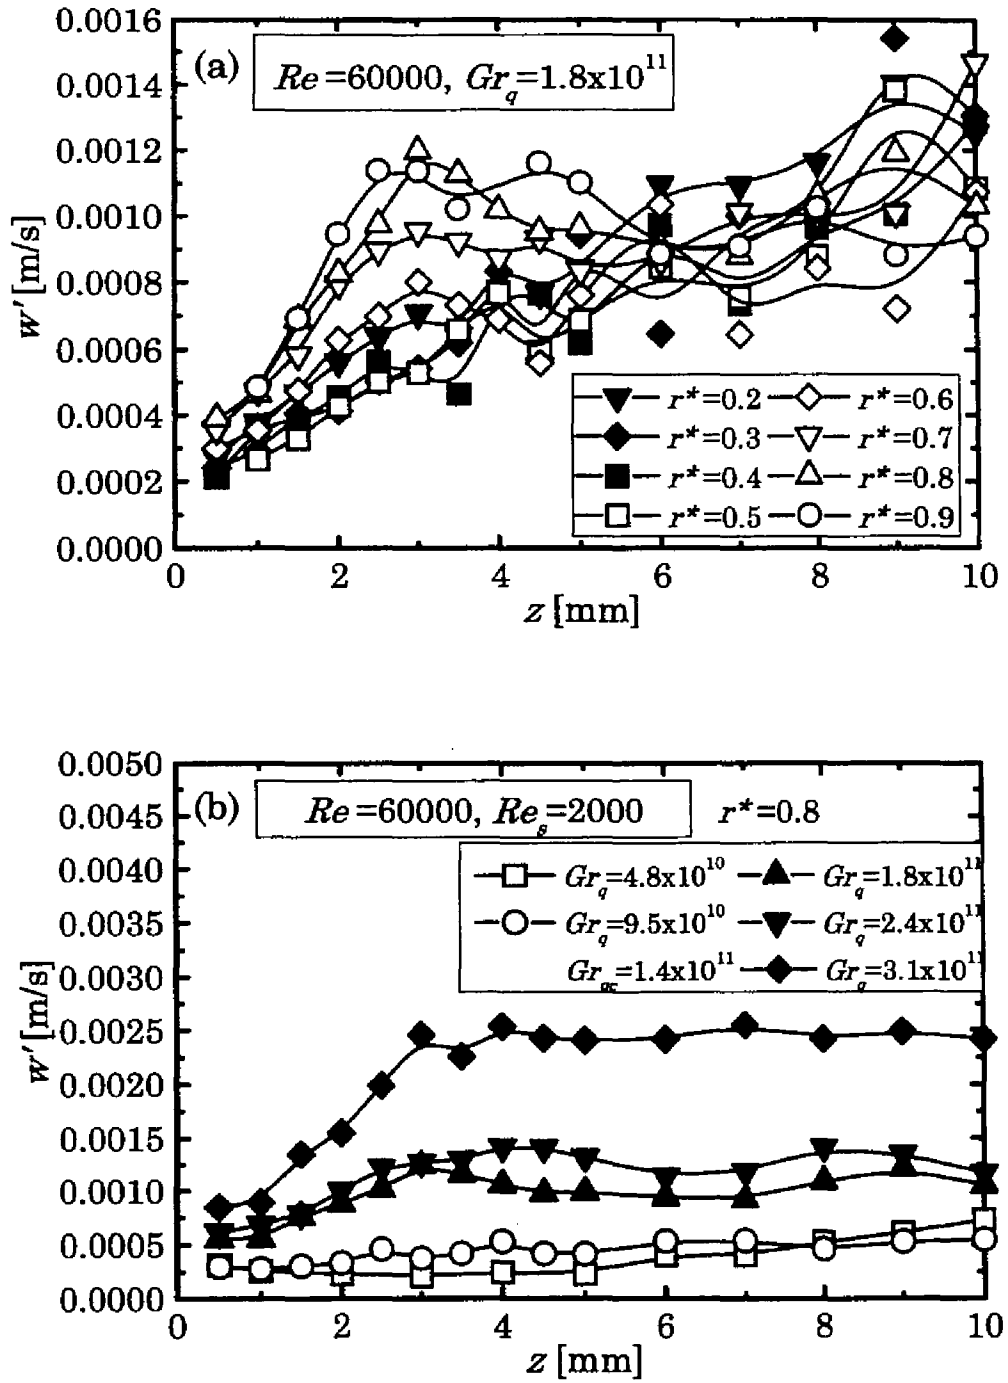 0.0016
(a) Re=60000, Gr_q=1.8x10^11
0.0014
0.0012
0.0010
0.0008
0.0006
0.0004
0.0002
0.0000
w′ [m/s]
r*=0.2 r*=0.6
r*=0.3 r*=0.7
r*=0.4 r*=0.8
r*=0.5 r*=0.9
0 2 4 6 8 10
z [mm]
0.0050
(b) Re=60000, Re_s=2000 r*=0.8
0.0045
0.0040
0.0035
0.0030
0.0025
0.0020
0.0015
0.0010
0.0005
0.0000
w′ [m/s]
Gr_q=4.8x10^10 Gr_q=1.8x10^11
Gr_q=9.5x10^10 Gr_q=2.4x10^11
Gr_qc=1.4x10^11 Gr_q=3.1x10^11
0 2 4 6 8 10
z [mm]